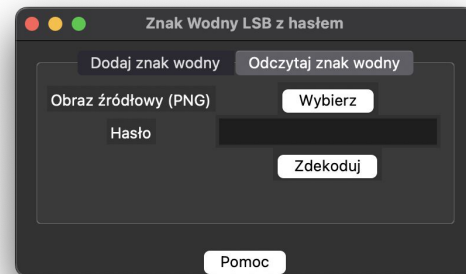 Znak Wodny LSB z hasłem
Dodaj znak wodny Odczytaj znak wodny
Obraz źródłowy (PNG) Wybierz
Hasło
Zdekoduj
Pomoc